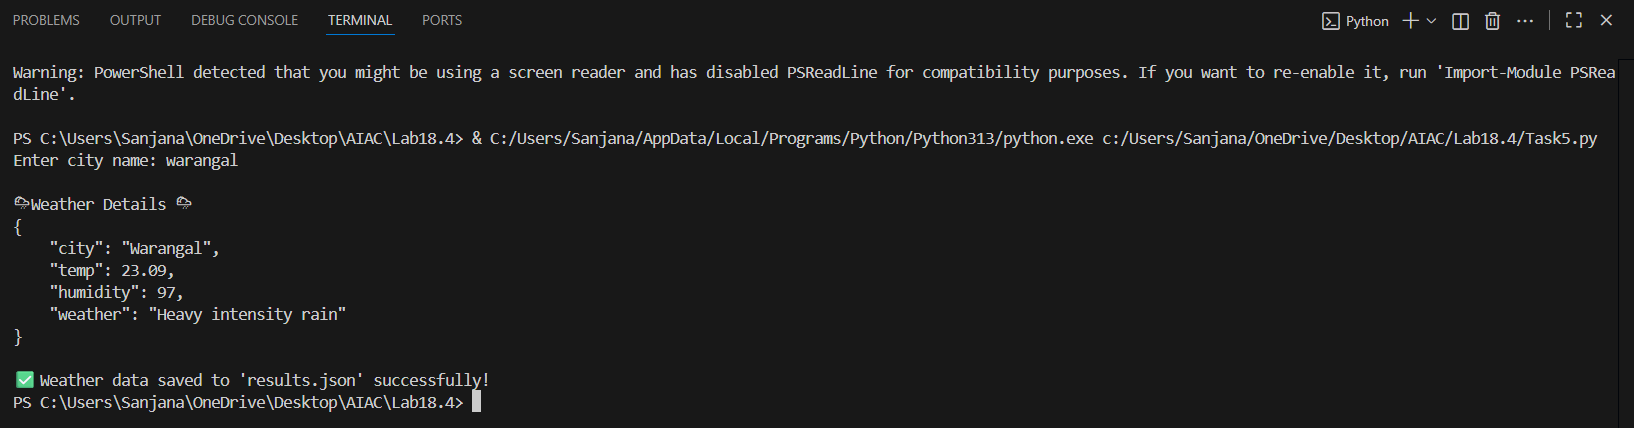 PROBLEMS OUTPUT DEBUG CONSOLE TERMINAL PORTS Python
Warning: PowerShell detected that you might be using a screen reader and has disabled PSReadLine for compatibility purposes. If you want to re-enable it, run 'Import-Module PSRea
dLine'.
PS C:\Users\Sanjana\OneDrive\Desktop\AIAC\Lab18.4> & C:/Users/Sanjana/AppData/Local/Programs/Python/Python313/python.exe c:/Users/Sanjana/OneDrive/Desktop/AIAC/Lab18.4/Task5.py
Enter city name: warangal
🌧Weather Details 🌧
{
    "city": "Warangal",
    "temp": 23.09,
    "humidity": 97,
    "weather": "Heavy intensity rain"
}
✅ Weather data saved to 'results.json' successfully!
PS C:\Users\Sanjana\OneDrive\Desktop\AIAC\Lab18.4>